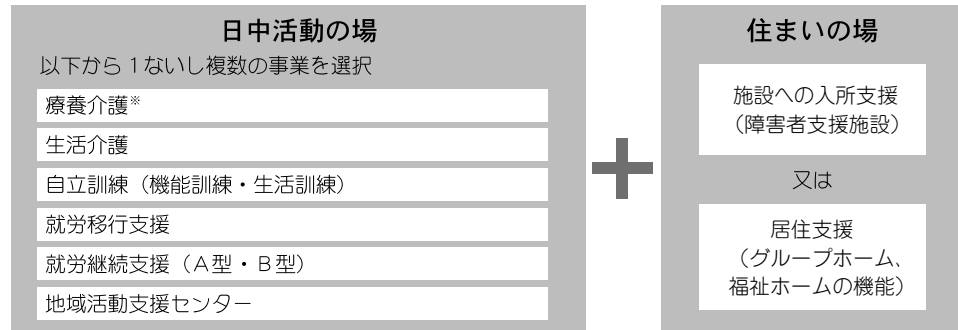 日中活動の場
以下から１ないし複数の事業を選択
療養介護※
生活介護
自立訓練（機能訓練・生活訓練）
就労移行支援
就労継続支援（Ａ型・Ｂ型）
地域活動支援センター
＋
住まいの場
施設への入所支援
（障害者支援施設）
又は
居住支援
（グループホーム、
福祉ホームの機能）